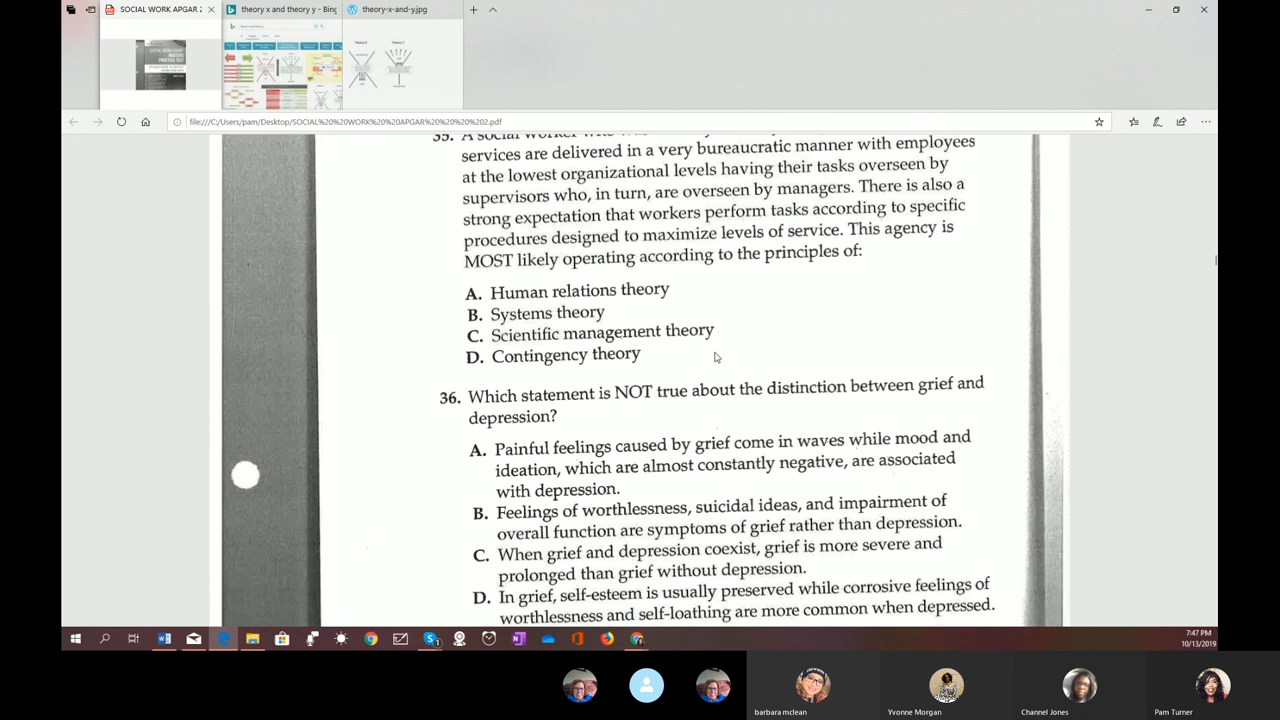 SOCIAL WORK APGAR 2
theory x and theory y - Bing
theory-x-and-y.jpg
file:///C:/Users/pam/Desktop/SOCIAL%20%20WORK%20%20APGAR%20%20%20%202.pdf
35. A social worker who
services are delivered in a very bureaucratic manner with employees
at the lowest organizational levels having their tasks overseen by
supervisors who, in turn, are overseen by managers. There is also a
strong expectation that workers perform tasks according to specific
procedures designed to maximize levels of service. This agency is
MOST likely operating according to the principles of:
A. Human relations theory
B. Systems theory
C. Scientific management theory
D. Contingency theory
36. Which statement is NOT true about the distinction between grief and
depression?
A. Painful feelings caused by grief come in waves while mood and
ideation, which are almost constantly negative, are associated
with depression.
B. Feelings of worthlessness, suicidal ideas, and impairment of
overall function are symptoms of grief rather than depression.
C. When grief and depression coexist, grief is more severe and
prolonged than grief without depression.
D. In grief, self-esteem is usually preserved while corrosive feelings of
worthlessness and self-loathing are more common when depressed.
7:47 PM
10/13/2019
barbara mclean
Yvonne Morgan
Channel Jones
Pam Turner